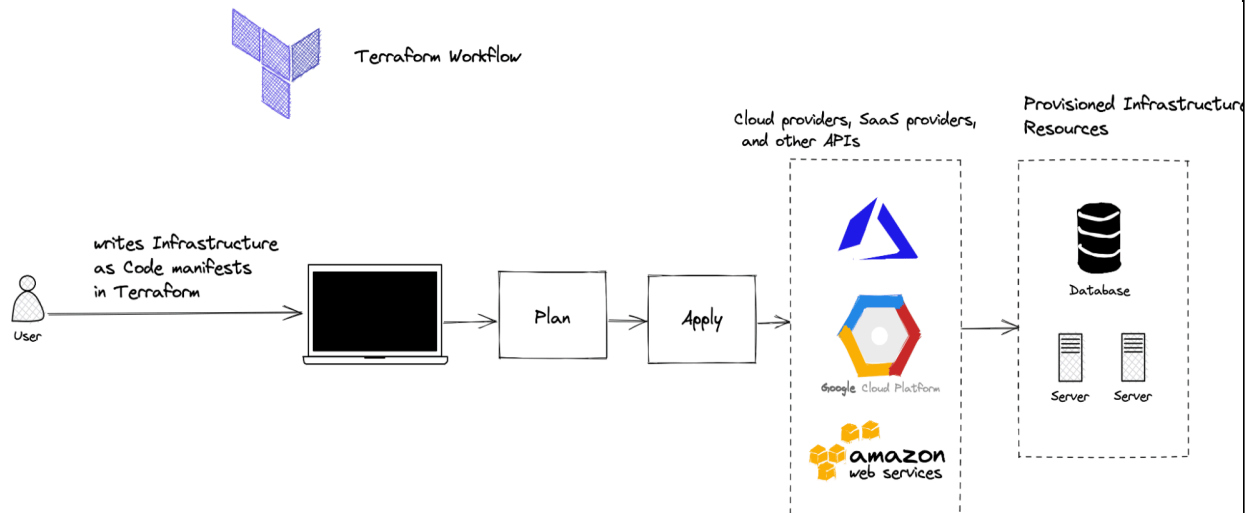 Terraform Workflow
Cloud providers, SaaS providers,
and other APIs
Provisioned Infrastructure
Resources
writes Infrastructure
as Code manifests
in Terraform
User
Plan
Apply
Google Cloud Platform
amazon
web services
Database
Server
Server